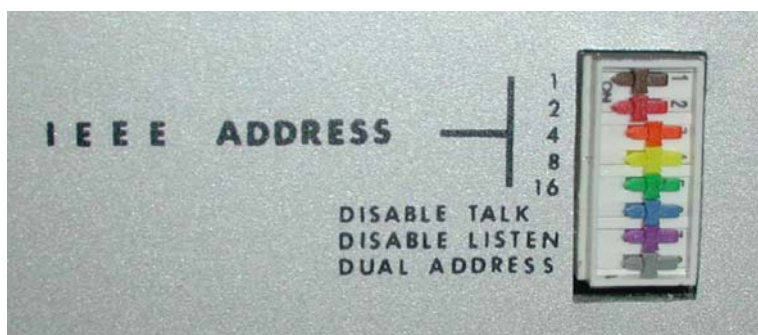 IEEE ADDRESS
1
2
4
8
16
DISABLE TALK
DISABLE LISTEN
DUAL ADDRESS
ON
1
2